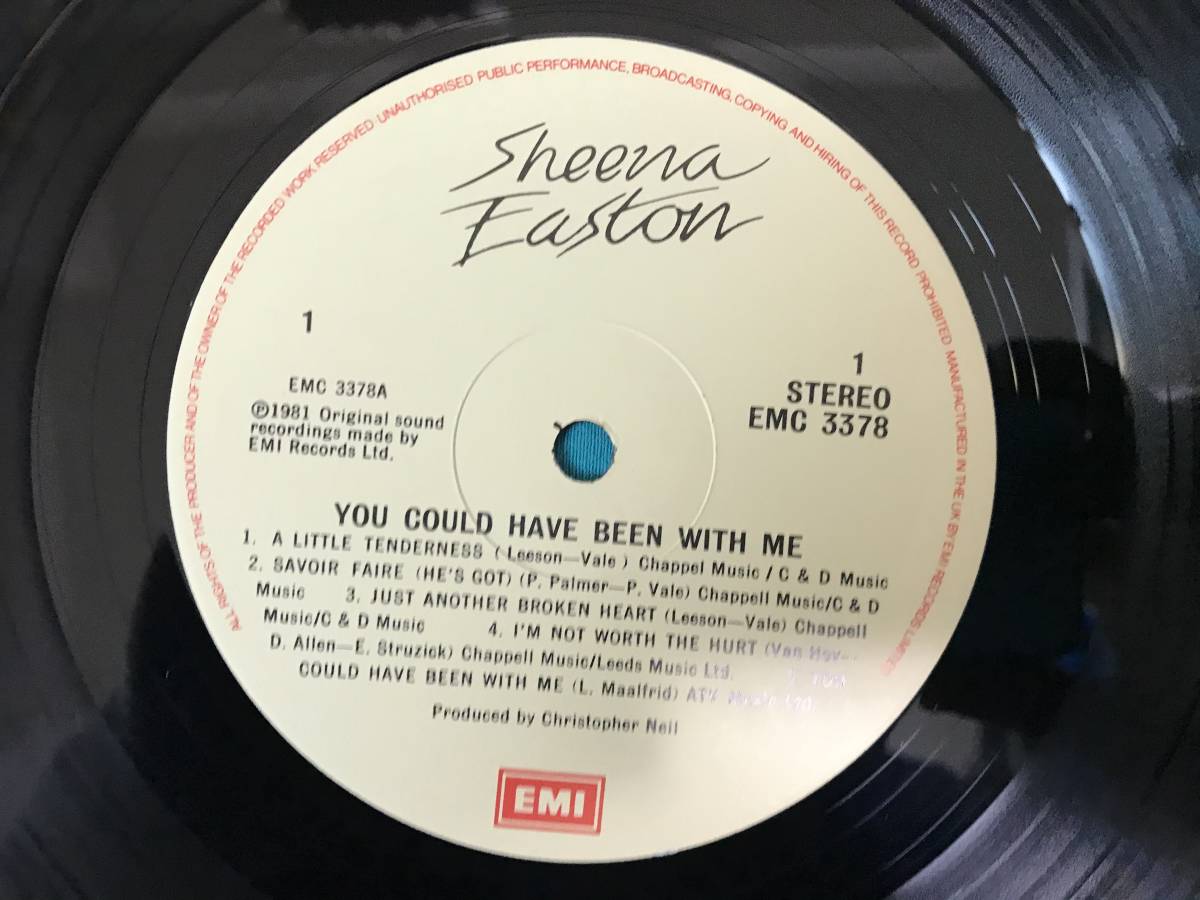 ALL RIGHTS OF THE PRODUCER AND OF THE OWNER OF THE RECORDED WORK RESERVED. UNAUTHORISED PUBLIC PERFORMANCE, BROADCASTING, COPYING AND HIRING OF THIS RECORD PROHIBITED MANUFACTURED IN THE UK BY EMI RECORDS LIMITED
Sheena
Easton
1
EMC 3378A
℗1981 Original sound
recordings made by
EMI Records Ltd.
1
STEREO
EMC 3378
YOU COULD HAVE BEEN WITH ME
1. A LITTLE TENDERNESS (Leeson—Vale) Chappel Music / C & D Music
2. SAVOIR FAIRE (HE'S GOT) (P. Palmer—P. Vale) Chappell Music/C & D
Music 3. JUST ANOTHER BROKEN HEART (Leeson—Vale) Chappell
Music/C & D Music 4. I'M NOT WORTH THE HURT (Van Hoy—
D. Allen—E. Struzick) Chappell Music/Leeds Music Ltd.
COULD HAVE BEEN WITH ME (L. Maalfrid) ATV
Produced by Christopher Neil
EMI